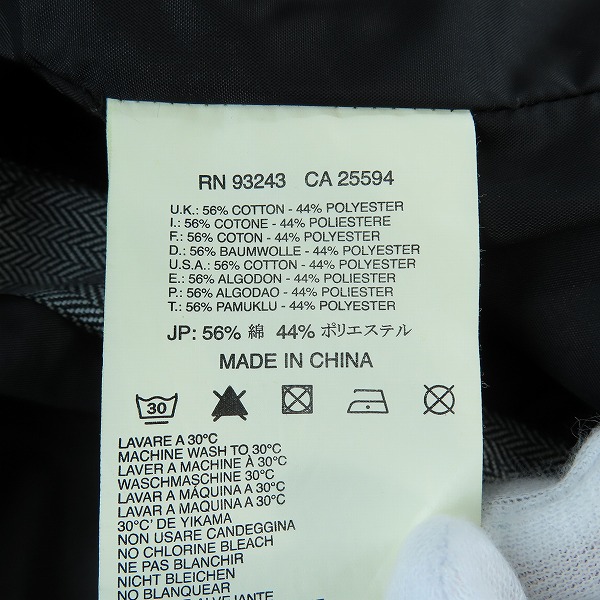 RN 93243 CA 25594
U.K.: 56% COTTON - 44% POLYESTER
I.: 56% COTONE - 44% POLIESTERE
F.: 56% COTON - 44% POLYESTER
D.: 56% BAUMWOLLE - 44% POLYESTER
U.S.A.: 56% COTTON - 44% POLYESTER
E.: 56% ALGODON - 44% POLIESTER
P.: 56% ALGODAO - 44% POLIESTER
T.: 56% PAMUKLU - 44% POLYESTER
JP: 56% 綿 44% ポリエステル
MADE IN CHINA
30
LAVARE A 30°C
MACHINE WASH TO 30°C
LAVER A MACHINE À 30°C
WASCHMASCHINE 30°C
LAVAR A MÁQUINA A 30°C
LAVAR A MÀQUINA A 30°C
30°C' DE YIKAMA
NON USARE CANDEGGINA
NO CHLORINE BLEACH
NE PAS BLANCHIR
NICHT BLEICHEN
NO BLANQUEAR